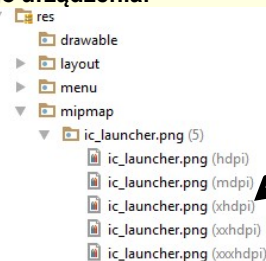 urządzenia.
res
drawable
layout
menu
mipmap
ic_launcher.png (5)
ic_launcher.png (hdpi)
ic_launcher.png (mdpi)
ic_launcher.png (xhdpi)
ic_launcher.png (xxhdpi)
ic_launcher.png (xxxhdpi)